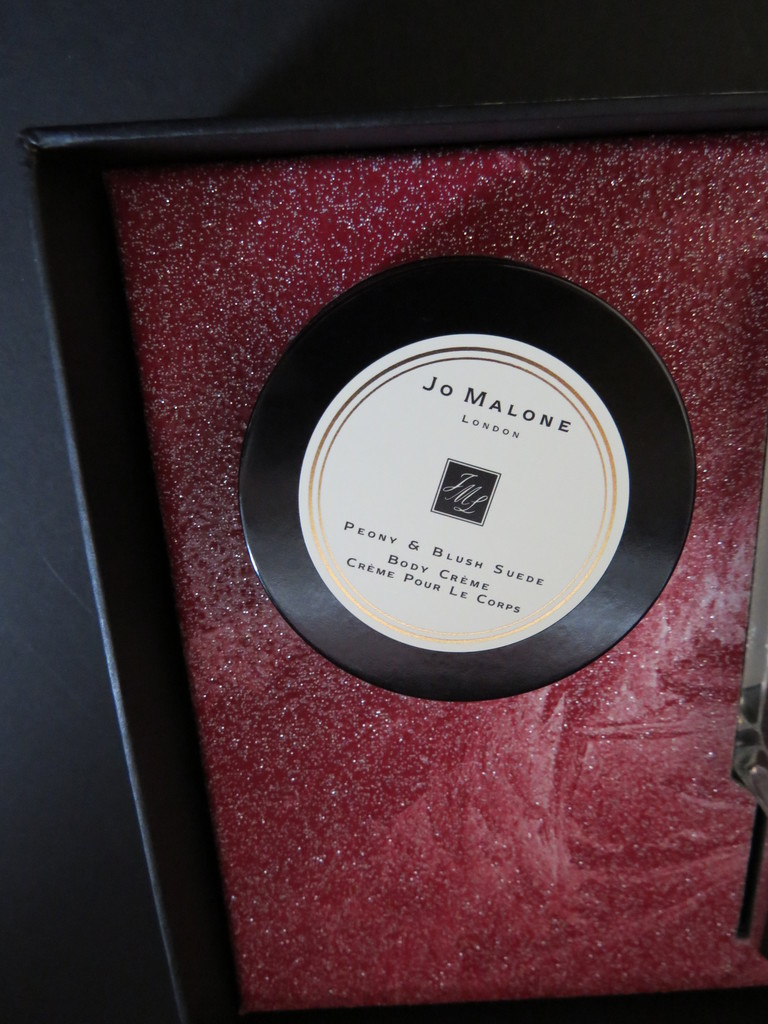 Jo Malone
London
JML
Peony & Blush Suede
Body Crème
Crème Pour Le Corps